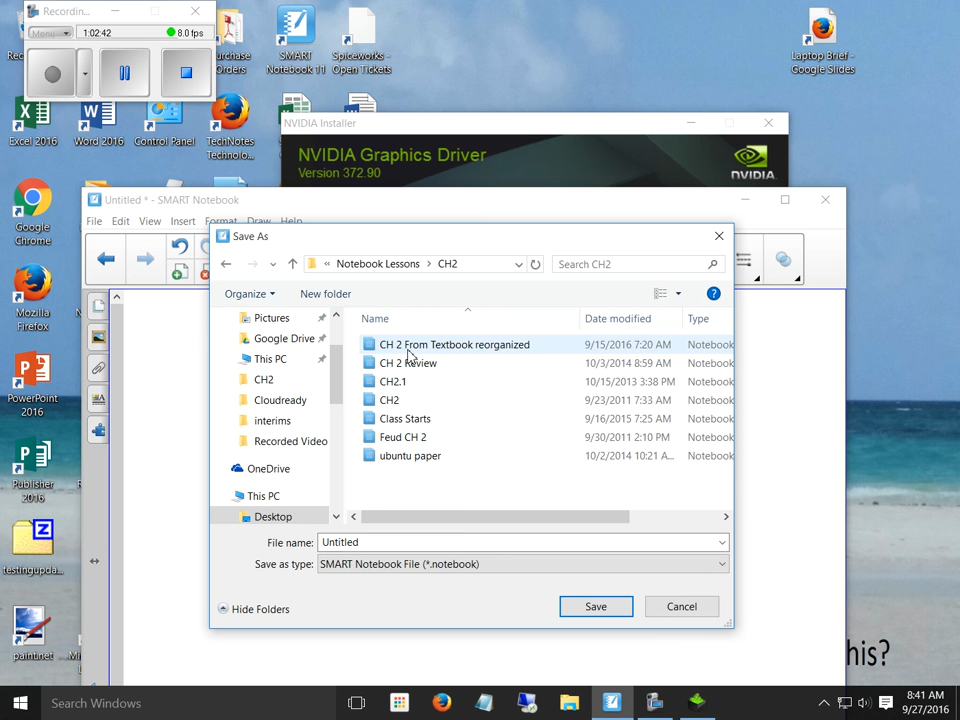 Recordin...
Menu
1:02:42
8.0 fps
Purchase Orders
SMART Notebook 11
Spiceworks - Open Tickets
Laptop Brief - Google Slides
Excel 2016
Word 2016
Control Panel
TechNotes Technolo...
NVIDIA Installer
NVIDIA Graphics Driver
Version 372.90
NVIDIA.
Google Chrome
Mozilla Firefox
PowerPoint 2016
Publisher 2016
testingupda...
paint.net
Untitled * - SMART Notebook
File Edit View Insert Format Draw Help
Save As
« Notebook Lessons > CH2
Search CH2
Organize
New folder
Pictures
Google Drive
This PC
CH2
Cloudready
interims
Recorded Video
OneDrive
This PC
Desktop
Name Date modified Type
CH 2 From Textbook reorganized 9/15/2016 7:20 AM Notebook
CH 2 Review 10/3/2014 8:59 AM Notebook
CH2.1 10/15/2013 3:38 PM Notebook
CH2 9/23/2011 7:33 AM Notebook
Class Starts 9/16/2015 7:25 AM Notebook
Feud CH 2 9/30/2011 2:10 PM Notebook
ubuntu paper 10/2/2014 10:21 A... Notebook
File name: Untitled
Save as type: SMART Notebook File (*.notebook)
Hide Folders
Save
Cancel
his?
Search Windows
8:41 AM
9/27/2016